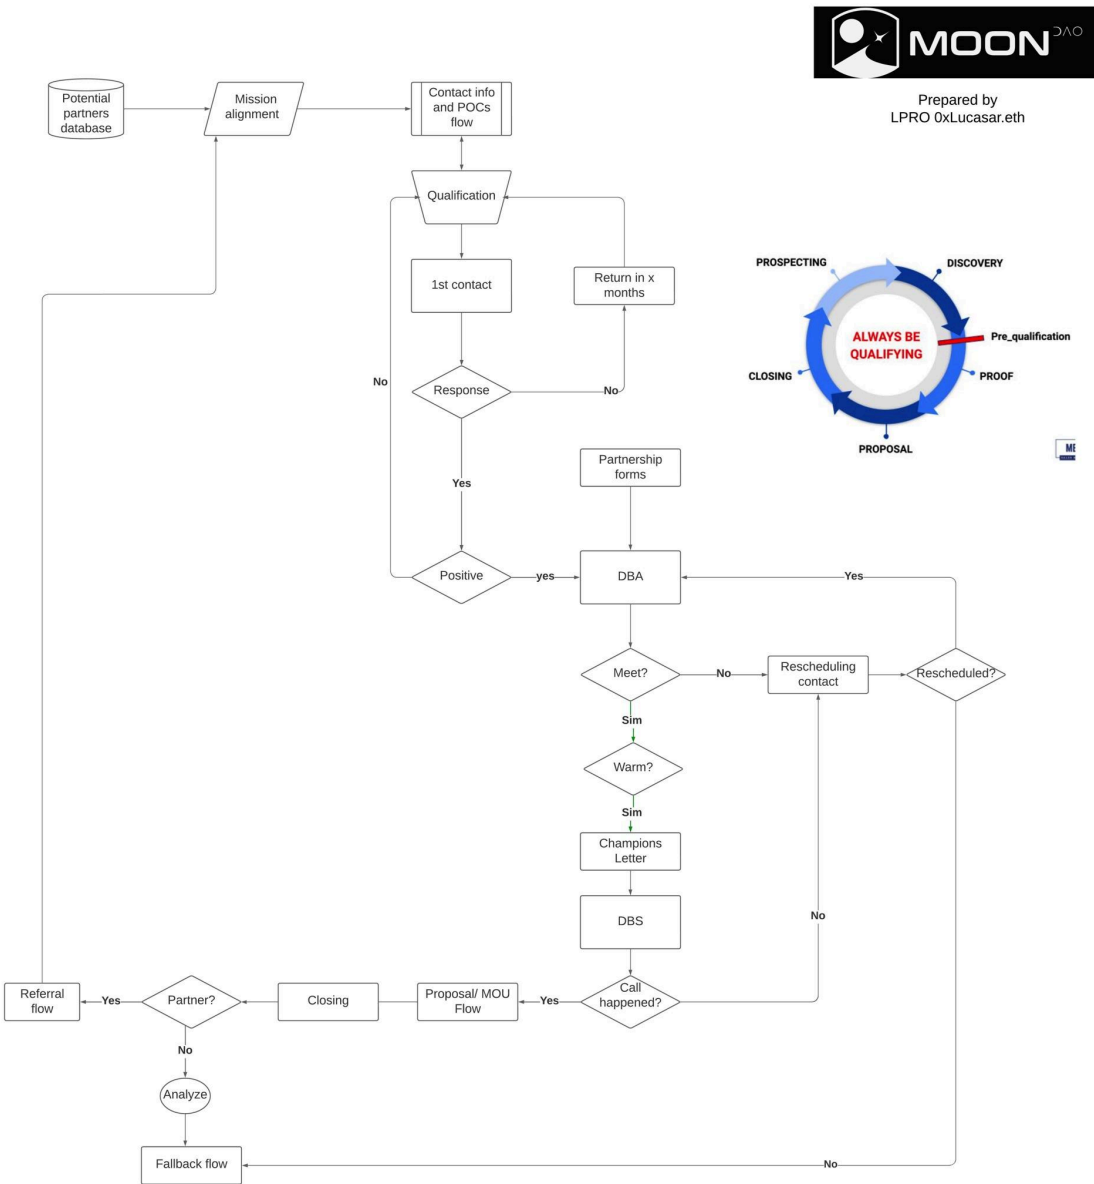 MOON DAO
Prepared by
LPRO 0xLucasar.eth
Potential
partners
database
Mission
alignment
Contact info
and POCs
flow
Qualification
1st contact
Return in x
months
Response
No
No
Yes
Positive
yes
PROSPECTING
DISCOVERY
ALWAYS BE
QUALIFYING
Pre_qualification
CLOSING
PROOF
PROPOSAL
ME
Partnership
forms
DBA
Yes
Meet?
No
Rescheduling
contact
Rescheduled?
Sim
Warm?
Sim
Champions
Letter
DBS
No
Call
happened?
Yes
Proposal/ MOU
Flow
Closing
Partner?
Yes
Referral
flow
No
Analyze
Fallback flow
No